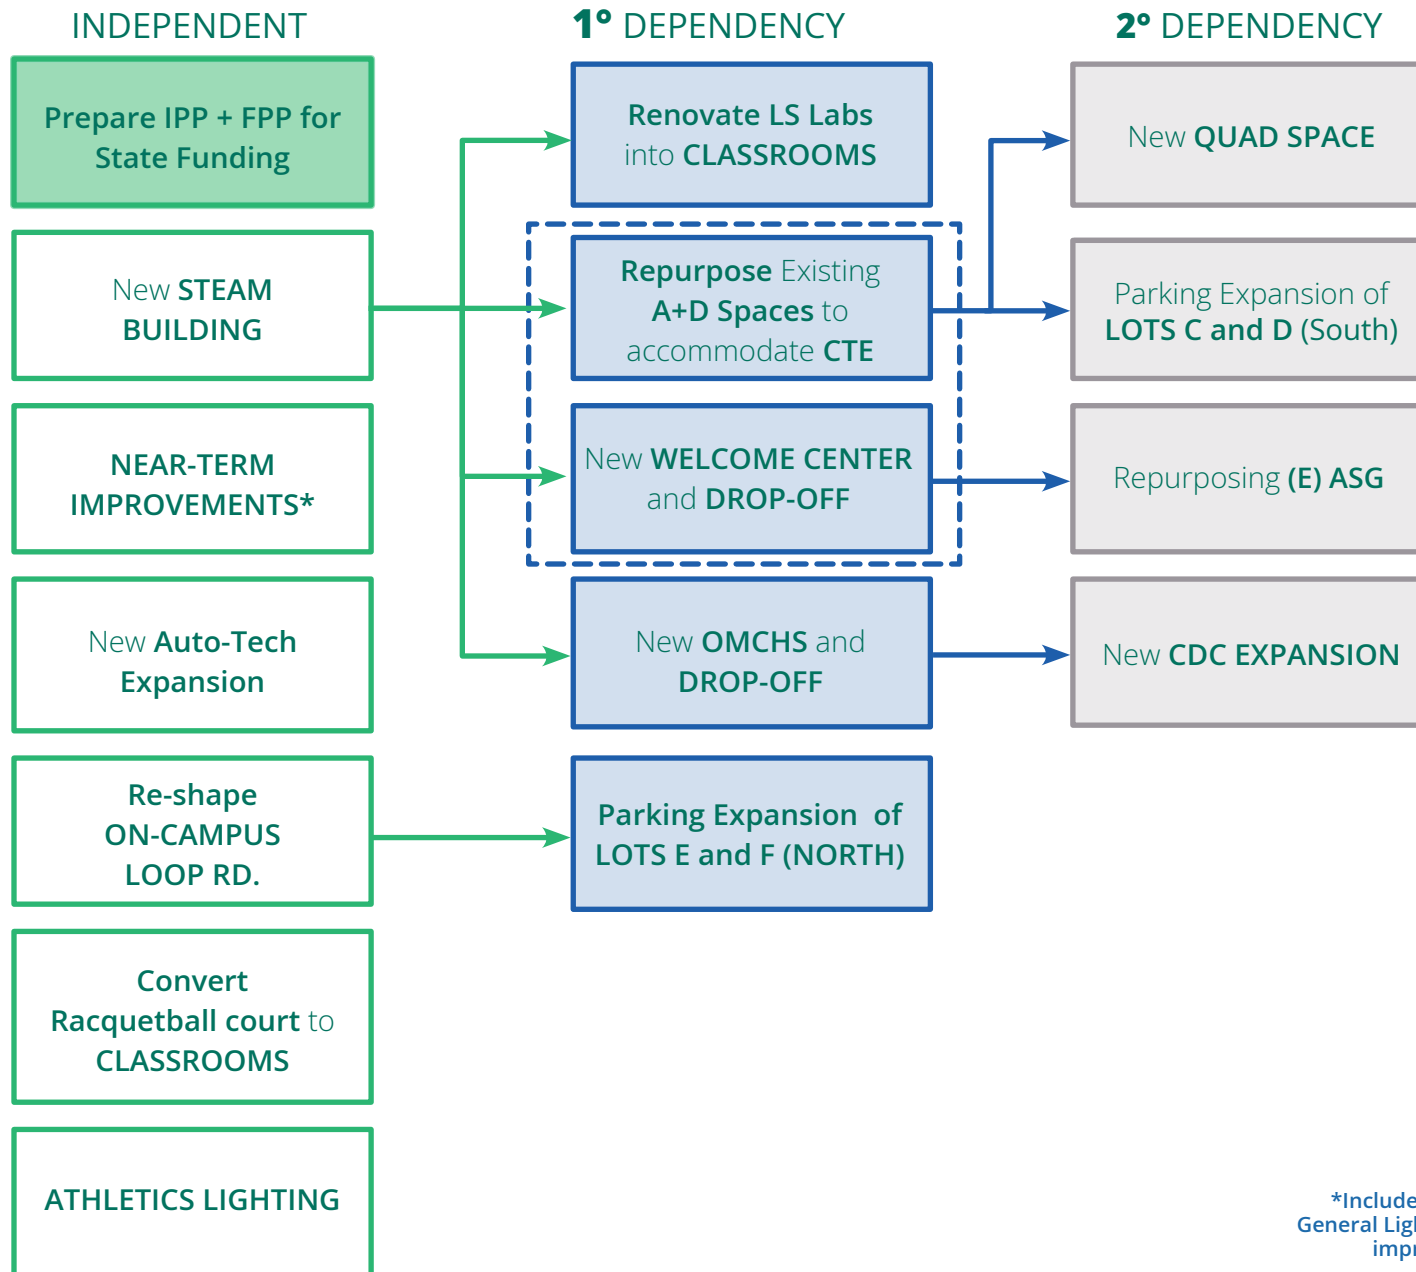 INDEPENDENT
Prepare IPP + FPP for
State Funding
New STEAM
BUILDING
NEAR-TERM
IMPROVEMENTS*
New Auto-Tech
Expansion
Re-shape
ON-CAMPUS
LOOP RD.
Convert
Racquetball court to
CLASSROOMS
ATHLETICS LIGHTING
1° DEPENDENCY
Renovate LS Labs
into CLASSROOMS
Repurpose Existing
A+D Spaces to
accommodate CTE
New WELCOME CENTER
and DROP-OFF
New OMCHS and
DROP-OFF
Parking Expansion of
LOTS E and F (NORTH)
2° DEPENDENCY
New QUAD SPACE
Parking Expansion of
LOTS C and D (South)
Repurposing (E) ASG
New CDC EXPANSION
*Include
General Ligh
impr